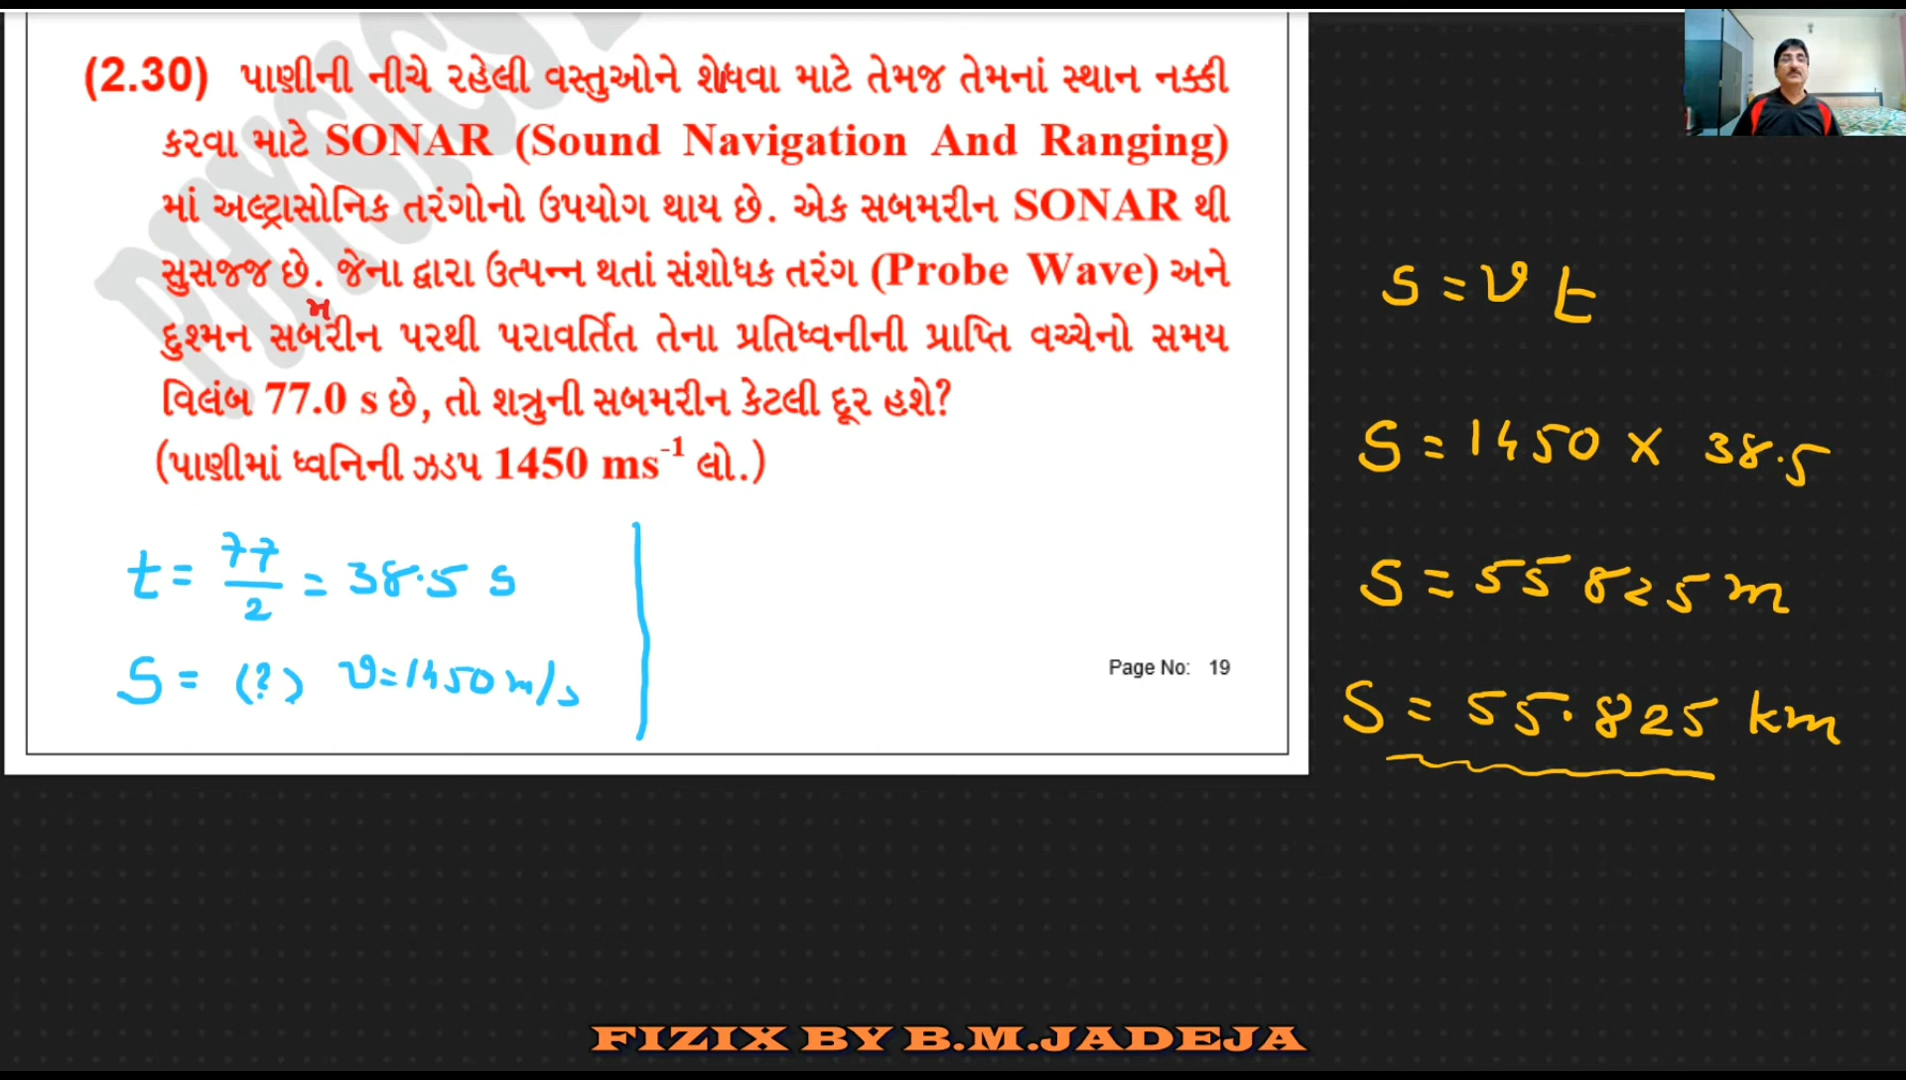 (2.30) પાણીની નીચે રહેલી વસ્તુઓને શોધવા માટે તેમજ તેમનાં સ્થાન નક્કી
કરવા માટે SONAR (Sound Navigation And Ranging)
માં અલ્ટ્રાસોનિક તરંગોનો ઉપયોગ થાય છે. એક સબમરીન SONAR થી
સુસજ્જ છે. જેના દ્વારા ઉત્પન્ન થતાં સંશોધક તરંગ (Probe Wave) અને
મ
દુશ્મન સબમરીન પરથી પરાવર્તિત તેના પ્રતિધ્વનીની પ્રાપ્તિ વચ્ચેનો સમય
વિલંબ 77.0 s છે, તો શત્રુની સબમરીન કેટલી દૂર હશે?
(પાણીમાં ધ્વનિની ઝડપ 1450 ms⁻¹ લો.)
t = 77/2 = 38.5 s
S = (?) v = 1450 m/s
Page No: 19
S = v t
S = 1450 × 38.5
S = 55825 m
S = 55.825 km
FIZIX BY B.M.JADEJA